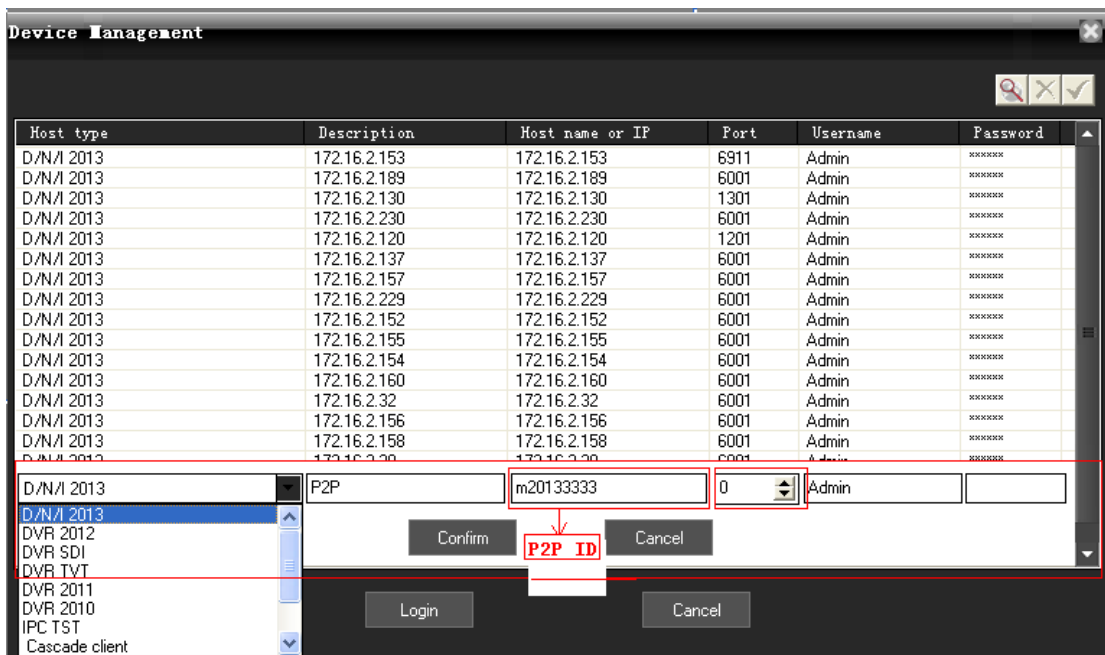 Device Management
Host type Description Host name or IP Port Username Password
D/N/I 2013 172.16.2.153 172.16.2.153 6911 Admin ××××××
D/N/I 2013 172.16.2.189 172.16.2.189 6001 Admin ××××××
D/N/I 2013 172.16.2.130 172.16.2.130 1301 Admin ××××××
D/N/I 2013 172.16.2.230 172.16.2.230 6001 Admin ××××××
D/N/I 2013 172.16.2.120 172.16.2.120 1201 Admin ××××××
D/N/I 2013 172.16.2.137 172.16.2.137 6001 Admin ××××××
D/N/I 2013 172.16.2.157 172.16.2.157 6001 Admin ××××××
D/N/I 2013 172.16.2.229 172.16.2.229 6001 Admin ××××××
D/N/I 2013 172.16.2.152 172.16.2.152 6001 Admin ××××××
D/N/I 2013 172.16.2.155 172.16.2.155 6001 Admin ××××××
D/N/I 2013 172.16.2.154 172.16.2.154 6001 Admin ××××××
D/N/I 2013 172.16.2.160 172.16.2.160 6001 Admin ××××××
D/N/I 2013 172.16.2.32 172.16.2.32 6001 Admin ××××××
D/N/I 2013 172.16.2.156 172.16.2.156 6001 Admin ××××××
D/N/I 2013 172.16.2.158 172.16.2.158 6001 Admin ××××××
D/N/I 2013 6001 Admin ××××××
D/N/I 2013 P2P m20133333 0 Admin
D/N/I 2013
DVR 2012
DVR SDI
DVR TVT
DVR 2011
DVR 2010
IPC TST
Cascade client
Confirm Cancel
P2P ID
Login Cancel